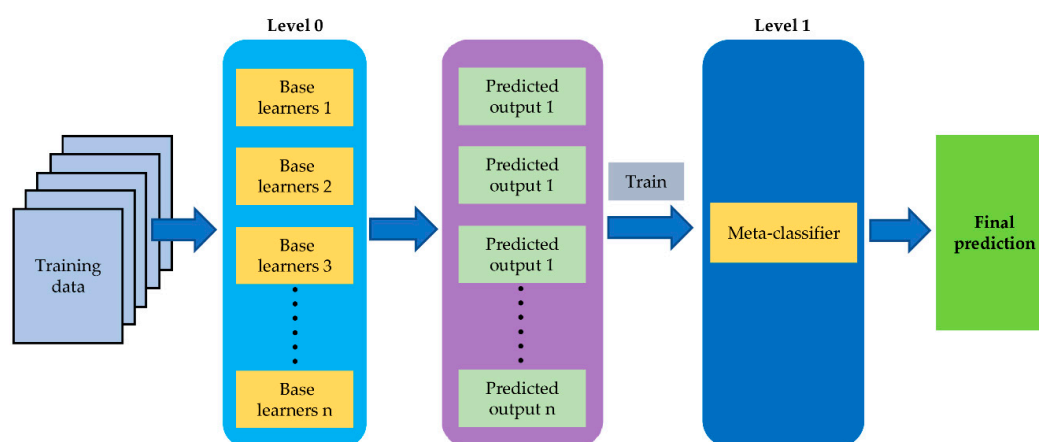 Level 0
Level 1
Training
data
Base
learners 1
Base
learners 2
Base
learners 3
Base
learners n
Predicted
output 1
Predicted
output 1
Predicted
output 1
Predicted
output n
Train
Meta-classifier
Final
prediction